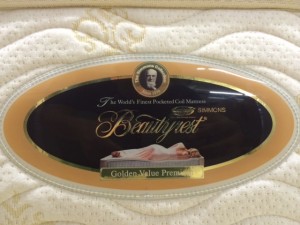 The World's Finest Pocketed Coil Mattress
SIMMONS
Beautyrest
Golden Value Premium